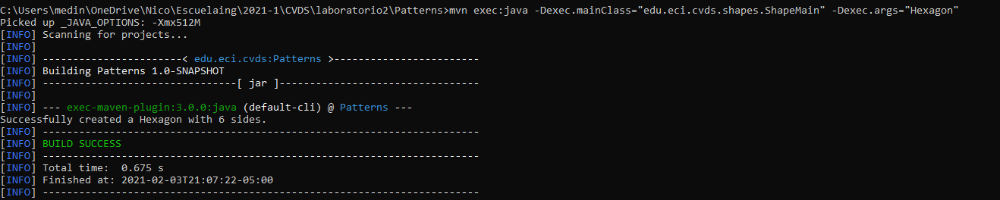 C:\Users\medin\OneDrive\Nico\Escuelaing\2021-1\CVDS\laboratorio2\Patterns>mvn exec:java -Dexec.mainClass="edu.eci.cvds.shapes.ShapeMain" -Dexec.args="Hexagon"
Picked up _JAVA_OPTIONS: -Xmx512M
[INFO] Scanning for projects...
[INFO]
[INFO] -----------------------< edu.eci.cvds:Patterns >------------------------
[INFO] Building Patterns 1.0-SNAPSHOT
[INFO] --------------------------------[ jar ]---------------------------------
[INFO]
[INFO] --- exec-maven-plugin:3.0.0:java (default-cli) @ Patterns ---
Successfully created a Hexagon with 6 sides.
[INFO] ------------------------------------------------------------------------
[INFO] BUILD SUCCESS
[INFO] ------------------------------------------------------------------------
[INFO] Total time:  0.675 s
[INFO] Finished at: 2021-02-03T21:07:22-05:00
[INFO] ------------------------------------------------------------------------